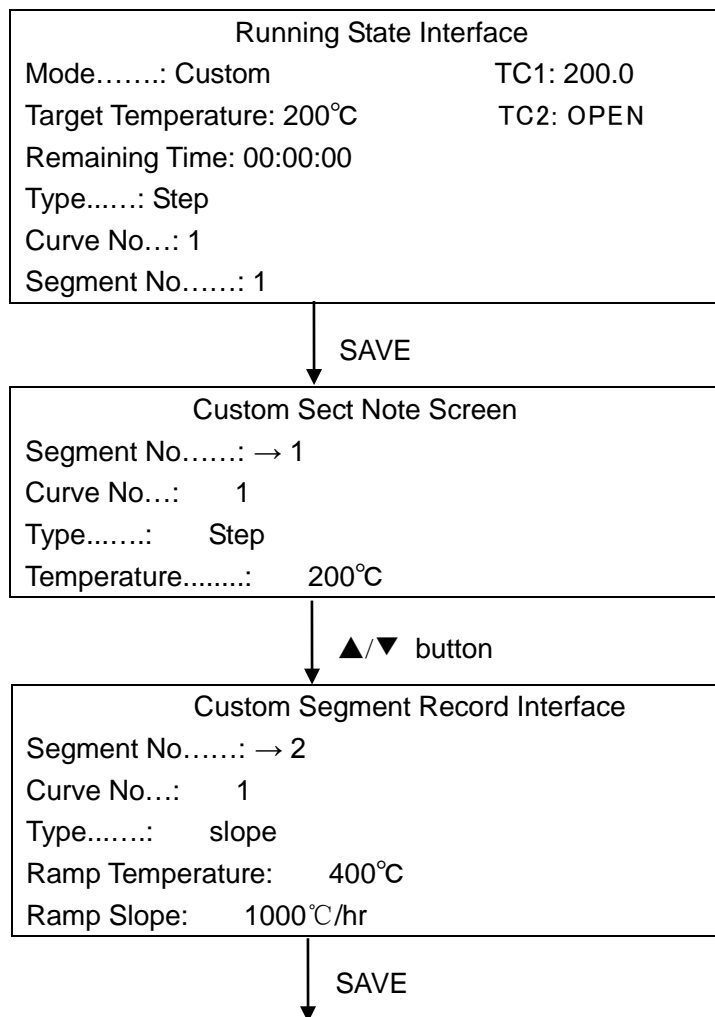 Running State Interface
Mode…….: Custom TC1: 200.0
Target Temperature: 200℃ TC2: OPEN
Remaining Time: 00:00:00
Type...…: Step
Curve No…: 1
Segment No……: 1
SAVE
Custom Sect Note Screen
Segment No……: → 1
Curve No…: 1
Type...….: Step
Temperature........: 200℃
▲/▼ button
Custom Segment Record Interface
Segment No……: → 2
Curve No…: 1
Type...….: slope
Ramp Temperature: 400℃
Ramp Slope: 1000℃/hr
SAVE